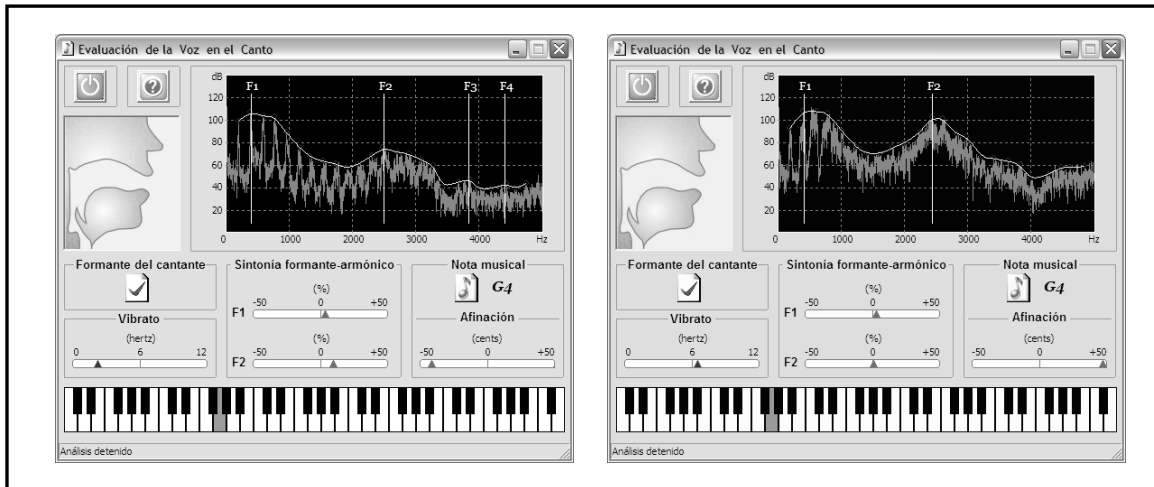 Evaluación de la Voz en el Canto
dB
F1 F2 F3 F4
120
100
80
60
40
20
0 1000 2000 3000 4000 Hz
Formante del cantante
Sintonía formante-armónico
Nota musical
(%)
-50 0 +50
F1
G4
Vibrato
Afinación
(hertz)
0 6 12
(%)
-50 0 +50
F2
(cents)
-50 0 +50
Análisis detenido
Evaluación de la Voz en el Canto
dB
F1 F2
120
100
80
60
40
20
0 1000 2000 3000 4000 Hz
Formante del cantante
Sintonía formante-armónico
Nota musical
(%)
-50 0 +50
F1
G4
Vibrato
Afinación
(hertz)
0 6 12
(%)
-50 0 +50
F2
(cents)
-50 0 +50
Análisis detenido